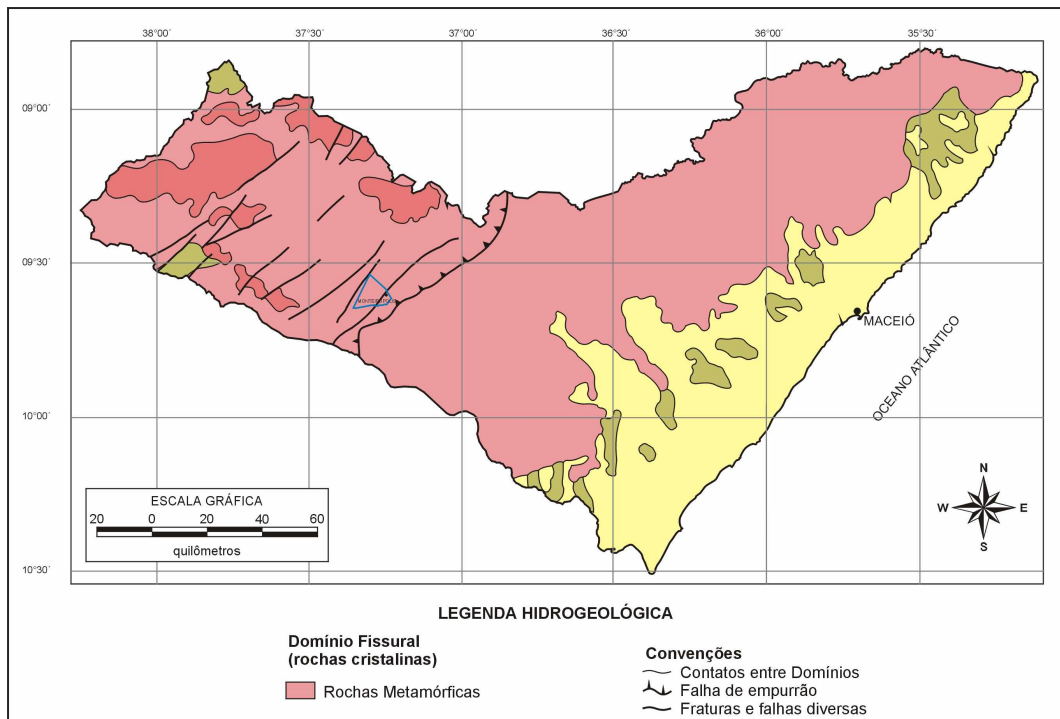 38°00' 37°30' 37°00' 36°30' 36°00' 35°30'
09°00'
09°30'
10°00'
10°30'
MONTEIRÓPOLIS
MACEIÓ
OCEANO ATLÂNTICO
N
W E
S
ESCALA GRÁFICA
20 0 20 40 60
quilômetros
LEGENDA HIDROGEOLÓGICA
Domínio Fissural
(rochas cristalinas)
Rochas Metamórficas
Convenções
Contatos entre Domínios
Falha de empurrão
Fraturas e falhas diversas